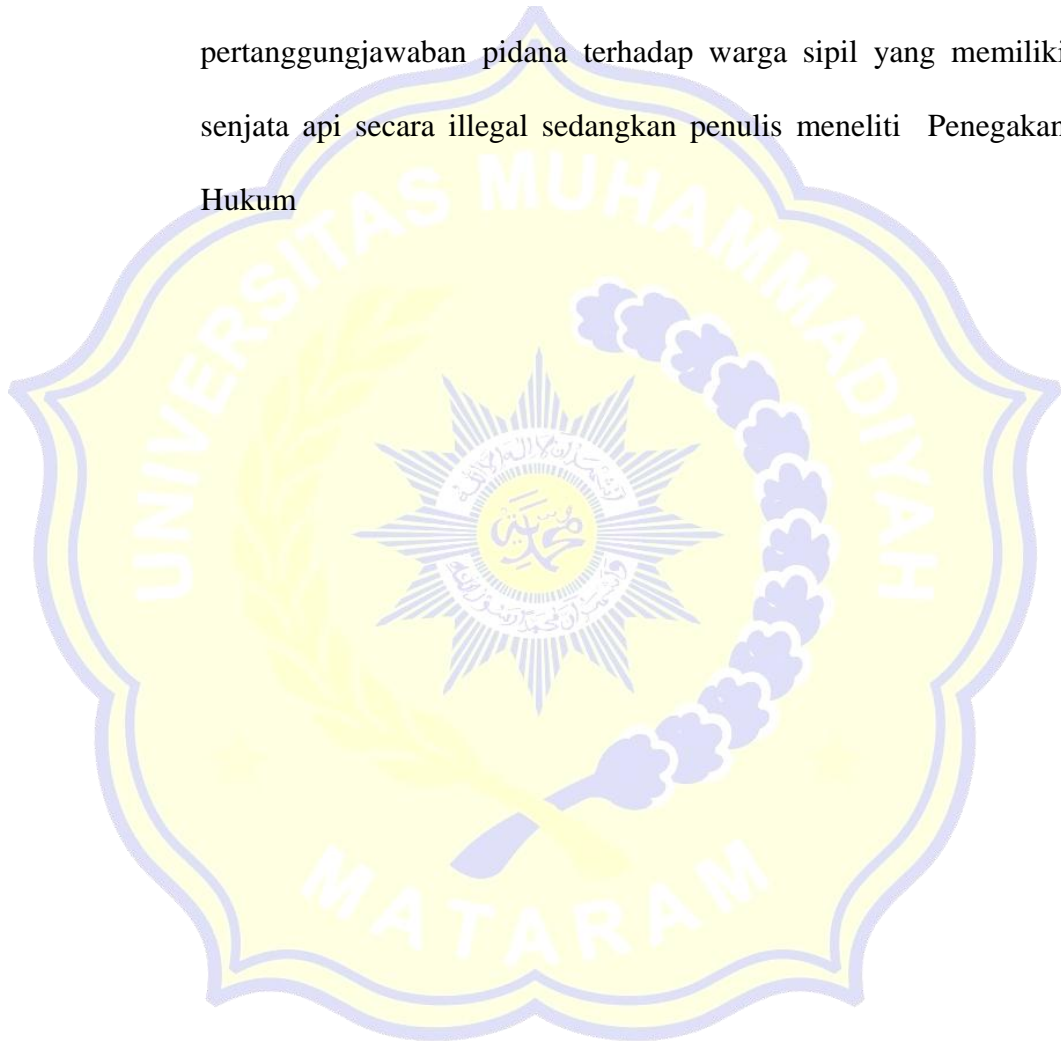 pertanggungjawaban pidana terhadap warga sipil yang memiliki
senjata api secara illegal sedangkan penulis meneliti Penegakan
Hukum
UNIVERSITAS MUHAMMADIYAH
MATARAM